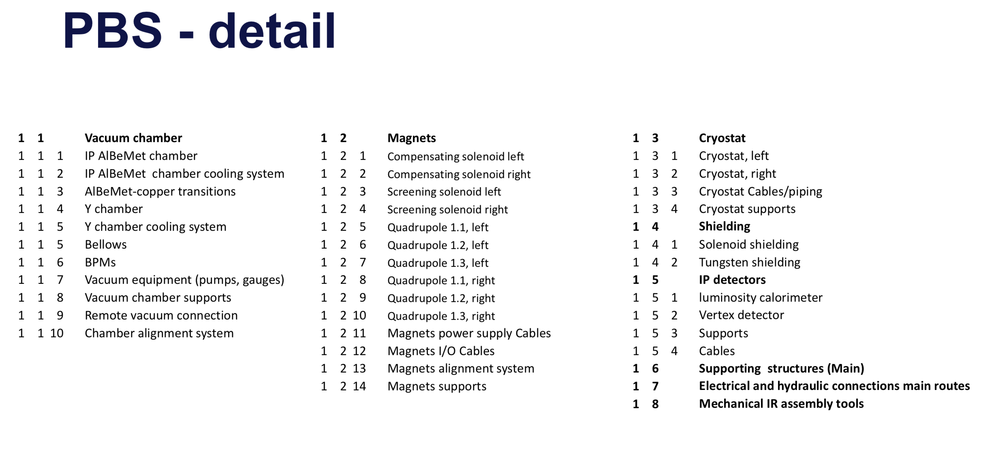 PBS - detail
1 1 Vacuum chamber
1 1 1 IP AlBeMet chamber
1 1 2 IP AlBeMet  chamber cooling system
1 1 3 AlBeMet-copper transitions
1 1 4 Y chamber
1 1 5 Y chamber cooling system
1 1 5 Bellows
1 1 6 BPMs
1 1 7 Vacuum equipment (pumps, gauges)
1 1 8 Vacuum chamber supports
1 1 9 Remote vacuum connection
1 1 10 Chamber alignment system
1 2 Magnets
1 2 1 Compensating solenoid left
1 2 2 Compensating solenoid right
1 2 3 Screening solenoid left
1 2 4 Screening solenoid right
1 2 5 Quadrupole 1.1, left
1 2 6 Quadrupole 1.2, left
1 2 7 Quadrupole 1.3, left
1 2 8 Quadrupole 1.1, right
1 2 9 Quadrupole 1.2, right
1 2 10 Quadrupole 1.3, right
1 2 11 Magnets power supply Cables
1 2 12 Magnets I/O Cables
1 2 13 Magnets alignment system
1 2 14 Magnets supports
1 3 Cryostat
1 3 1 Cryostat, left
1 3 2 Cryostat, right
1 3 3 Cryostat Cables/piping
1 3 4 Cryostat supports
1 4 Shielding
1 4 1 Solenoid shielding
1 4 2 Tungsten shielding
1 5 IP detectors
1 5 1 luminosity calorimeter
1 5 2 Vertex detector
1 5 3 Supports
1 5 4 Cables
1 6 Supporting  structures (Main)
1 7 Electrical and hydraulic connections main routes
1 8 Mechanical IR assembly tools